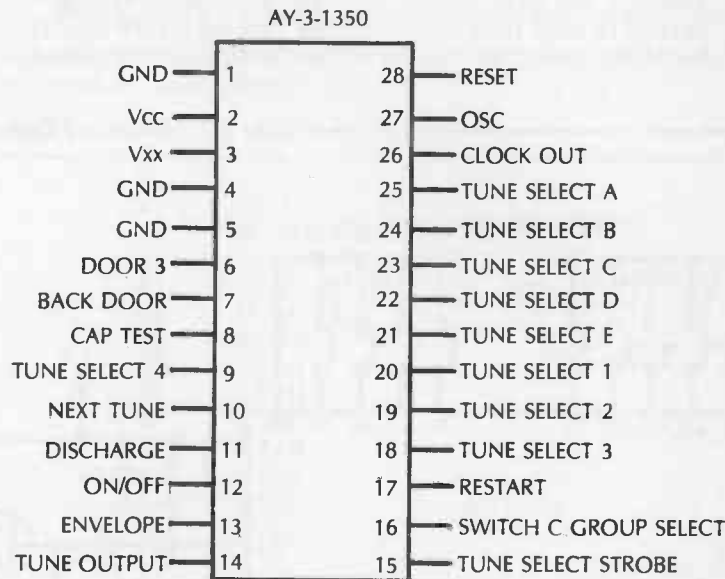 AY-3-1350
GND 1 28 RESET
Vcc 2 27 OSC
Vxx 3 26 CLOCK OUT
GND 4 25 TUNE SELECT A
GND 5 24 TUNE SELECT B
DOOR 3 6 23 TUNE SELECT C
BACK DOOR 7 22 TUNE SELECT D
CAP TEST 8 21 TUNE SELECT E
TUNE SELECT 4 9 20 TUNE SELECT 1
NEXT TUNE 10 19 TUNE SELECT 2
DISCHARGE 11 18 TUNE SELECT 3
ON/OFF 12 17 RESTART
ENVELOPE 13 16 SWITCH C GROUP SELECT
TUNE OUTPUT 14 15 TUNE SELECT STROBE